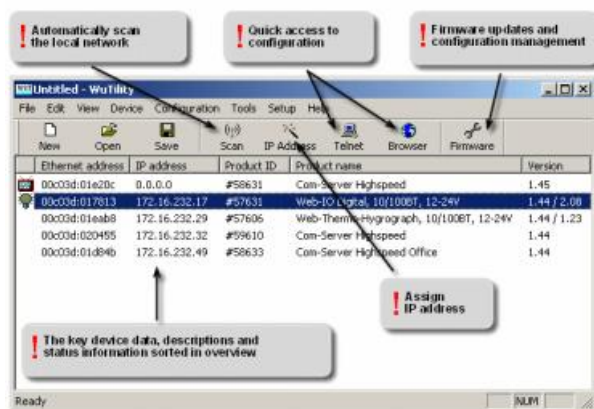 Automatically scan
the local network
Quick access to
configuration
Firmware updates and
configuration management
Untitled - WuTility
File Edit View Device Configuration Tools Setup Help
New Open Save Scan IP Address Telnet Browser Firmware
Ethernet address IP address Product ID Product name Version
00c03d:01e20c 0.0.0.0 #58631 Com-Server Highspeed 1.45
00c03d:017813 172.16.232.17 #57631 Web-IO Digital, 10/100BT, 12-24V 1.44 / 2.08
00c03d:01eab8 172.16.232.29 #57606 Web-Thermo-Hygrograph, 10/100BT, 12-24V 1.44 / 1.23
00c03d:020455 172.16.232.32 #59610 Com-Server Highspeed 1.44
00c03d:01d84b 172.16.232.49 #58633 Com-Server Highspeed Office 1.44
Assign
IP address
The key device data, descriptions and
status information sorted in overview
Ready NUM